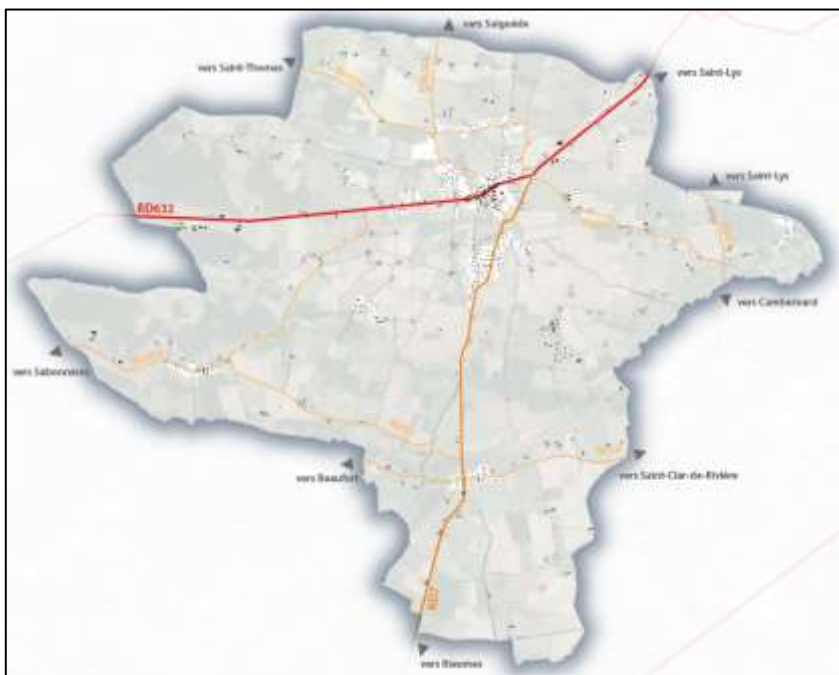 vers Saiguède
vers Saint-Thomas
vers Saint-Lys
vers Saint-Lys
RD632
vers Cambernard
vers Sabonnères
vers Beaufort
vers Saint-Clar-de-Rivière
vers Rieumes